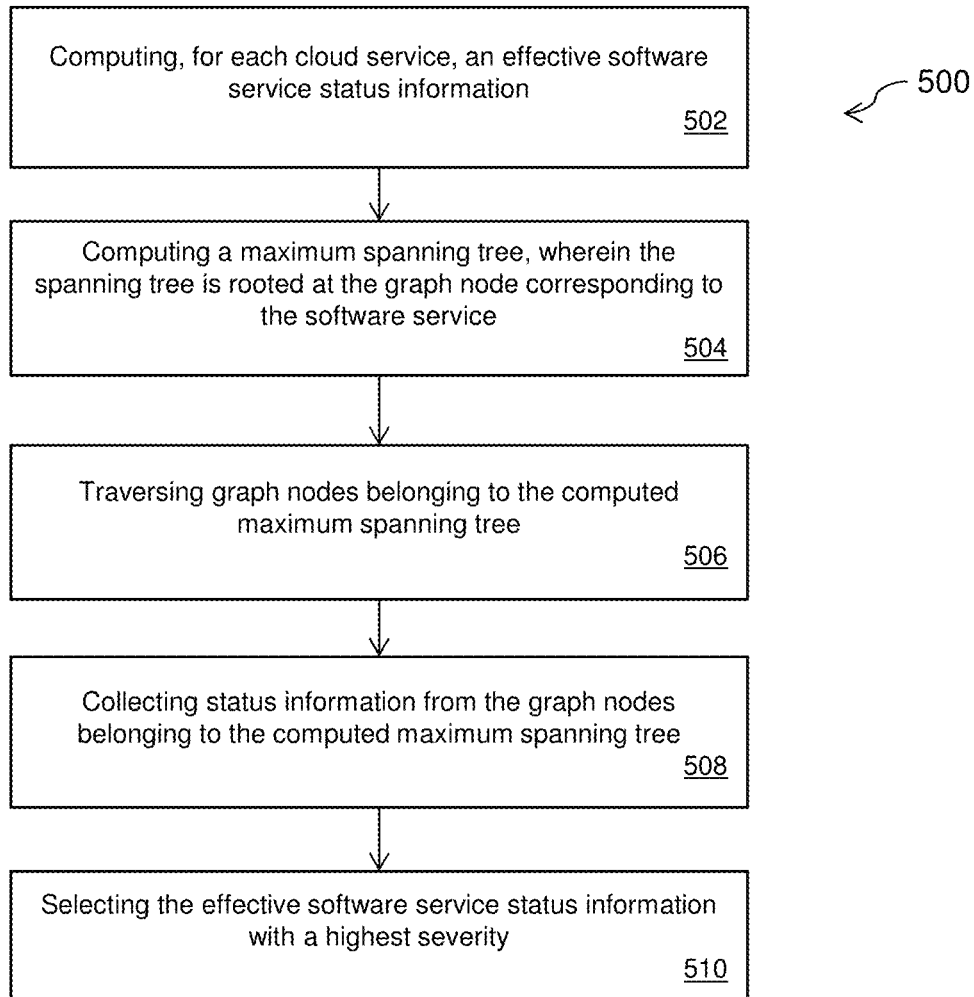 Computing, for each cloud service, an effective software
service status information
502
500
Computing a maximum spanning tree, wherein the
spanning tree is rooted at the graph node corresponding to
the software service
504
Traversing graph nodes belonging to the computed
maximum spanning tree
506
Collecting status information from the graph nodes
belonging to the computed maximum spanning tree
508
Selecting the effective software service status information
with a highest severity
510